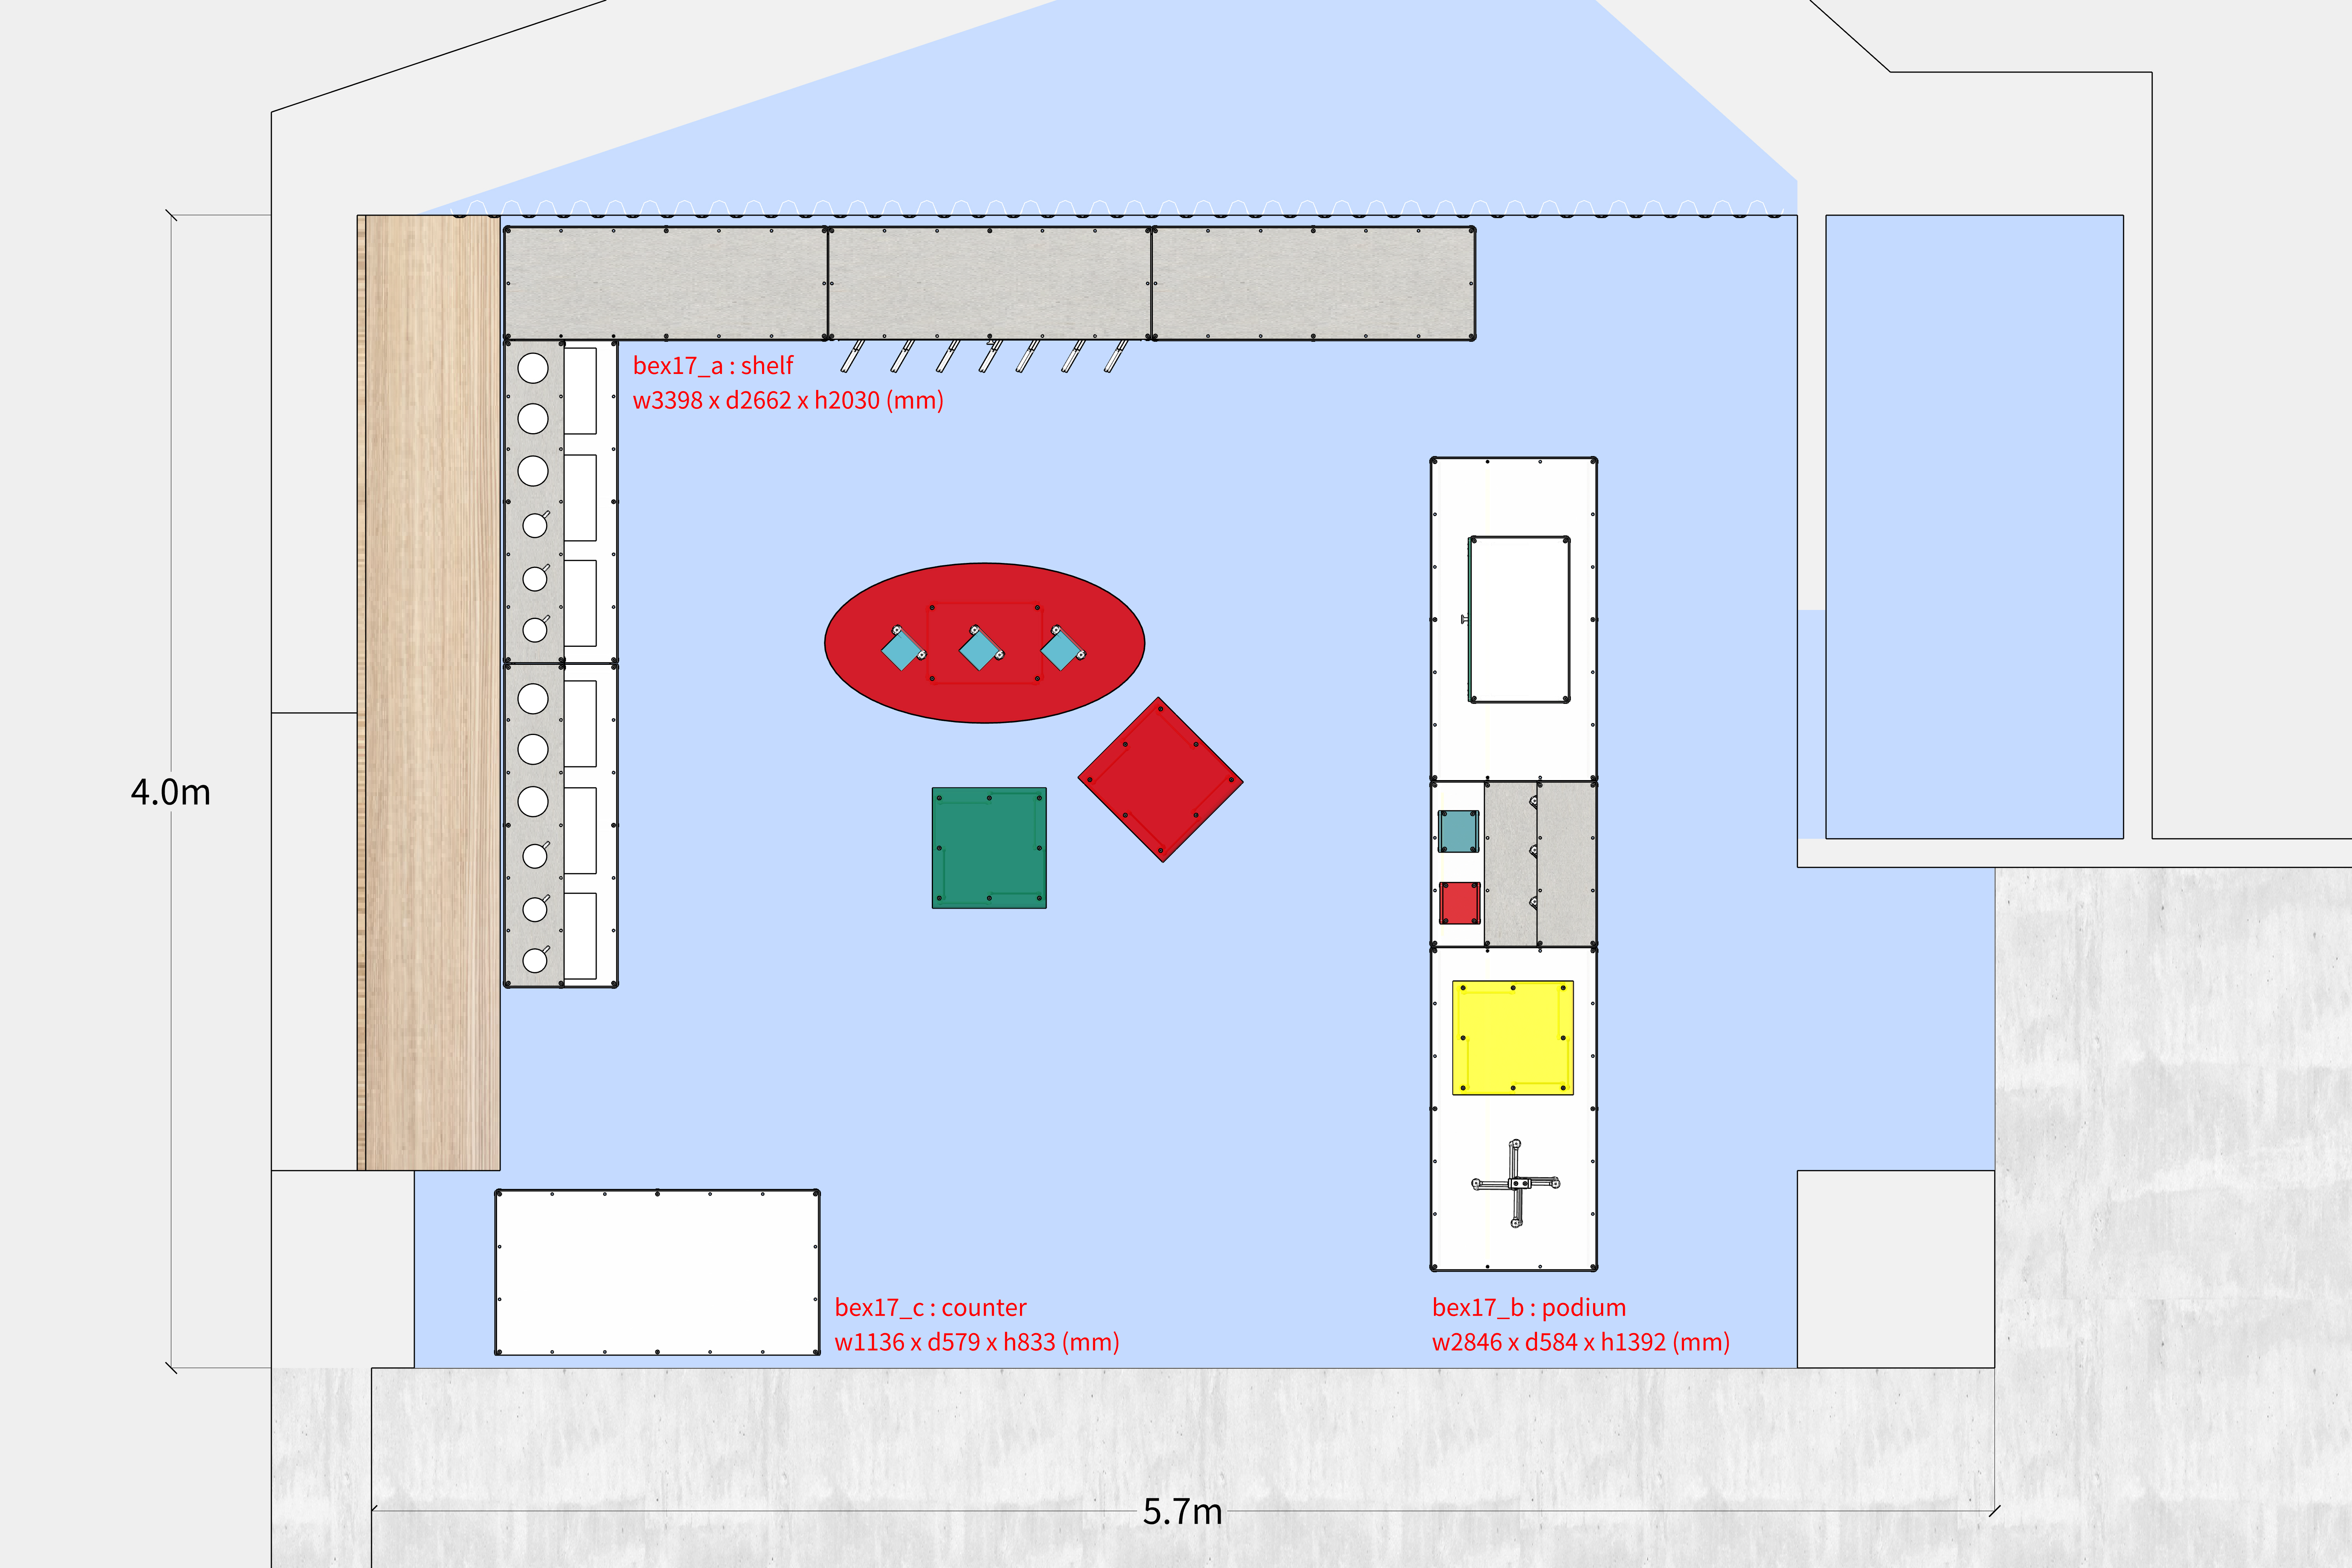 bex17_a : shelf
w3398 x d2662 x h2030 (mm)
4.0m
bex17_c : counter
w1136 x d579 x h833 (mm)
bex17_b : podium
w2846 x d584 x h1392 (mm)
5.7m